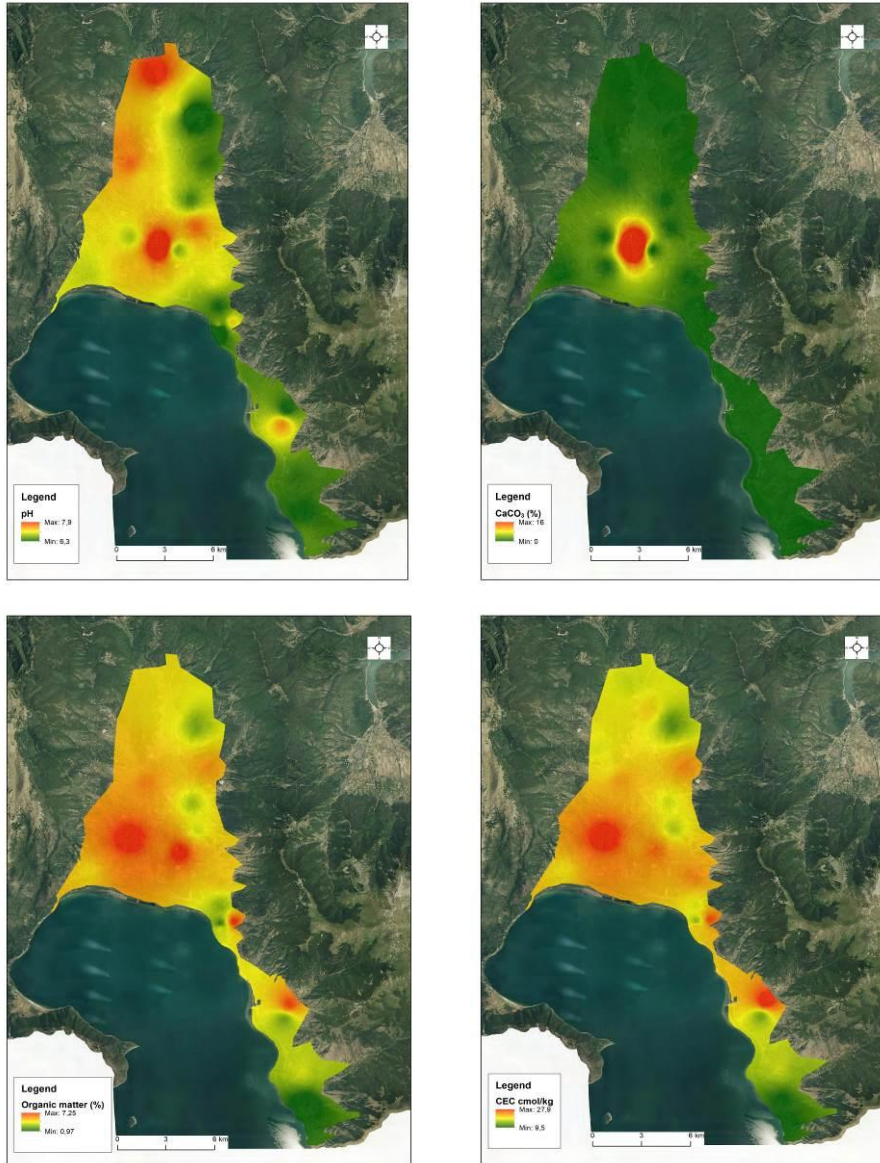 Legend
pH
Max: 7,9
Min: 6,3
0 3 6 km
Legend
CaCO₃ (%)
Max: 16
Min: 0
0 3 6 km
Legend
Organic matter (%)
Max: 7,25
Min: 0,97
0 3 6 km
Legend
CEC cmol/kg
Max: 27,9
Min: 9,5
0 3 6 km